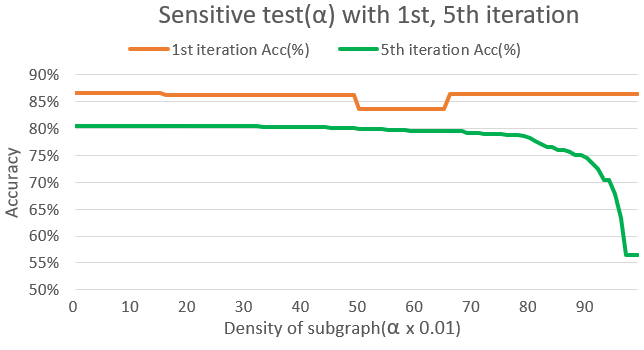 Sensitive test(α) with 1st, 5th iteration
1st iteration Acc(%) 5th iteration Acc(%)
90%
85%
80%
75%
70%
65%
60%
55%
50%
Accuracy
0 10 20 30 40 50 60 70 80 90
Density of subgraph(α x 0.01)